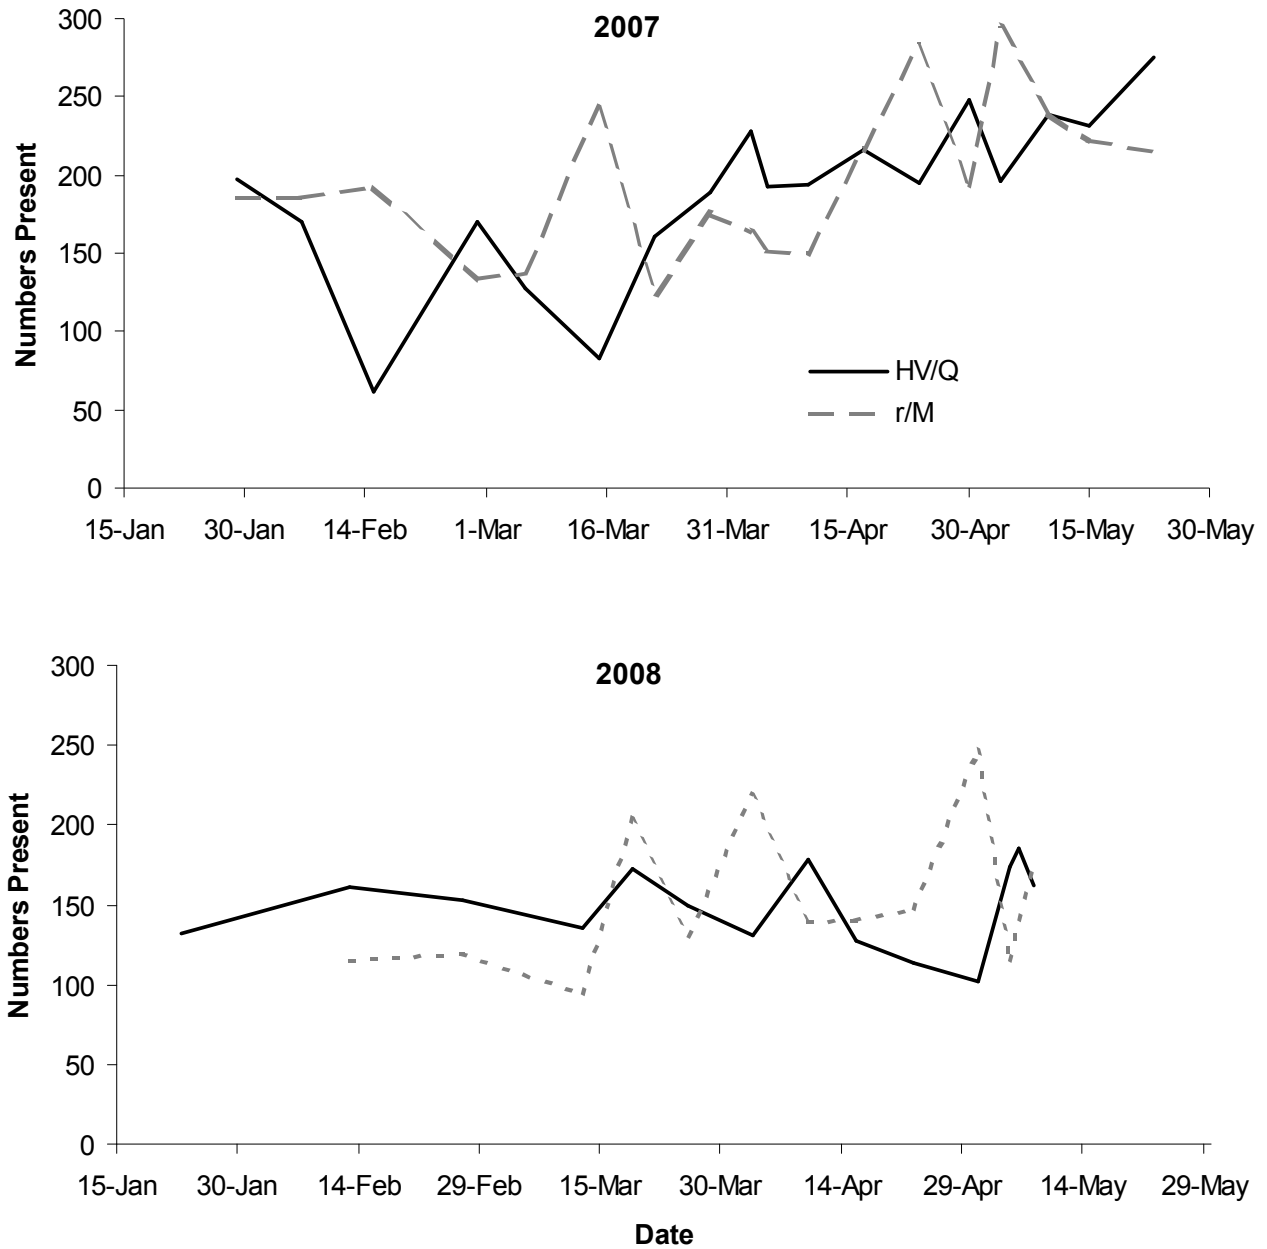 2007
Numbers Present
300
250
200
150
100
50
0
HV/Q
r/M
15-Jan 30-Jan 14-Feb 1-Mar 16-Mar 31-Mar 15-Apr 30-Apr 15-May 30-May
2008
Numbers Present
300
250
200
150
100
50
0
15-Jan 30-Jan 14-Feb 29-Feb 15-Mar 30-Mar 14-Apr 29-Apr 14-May 29-May
Date